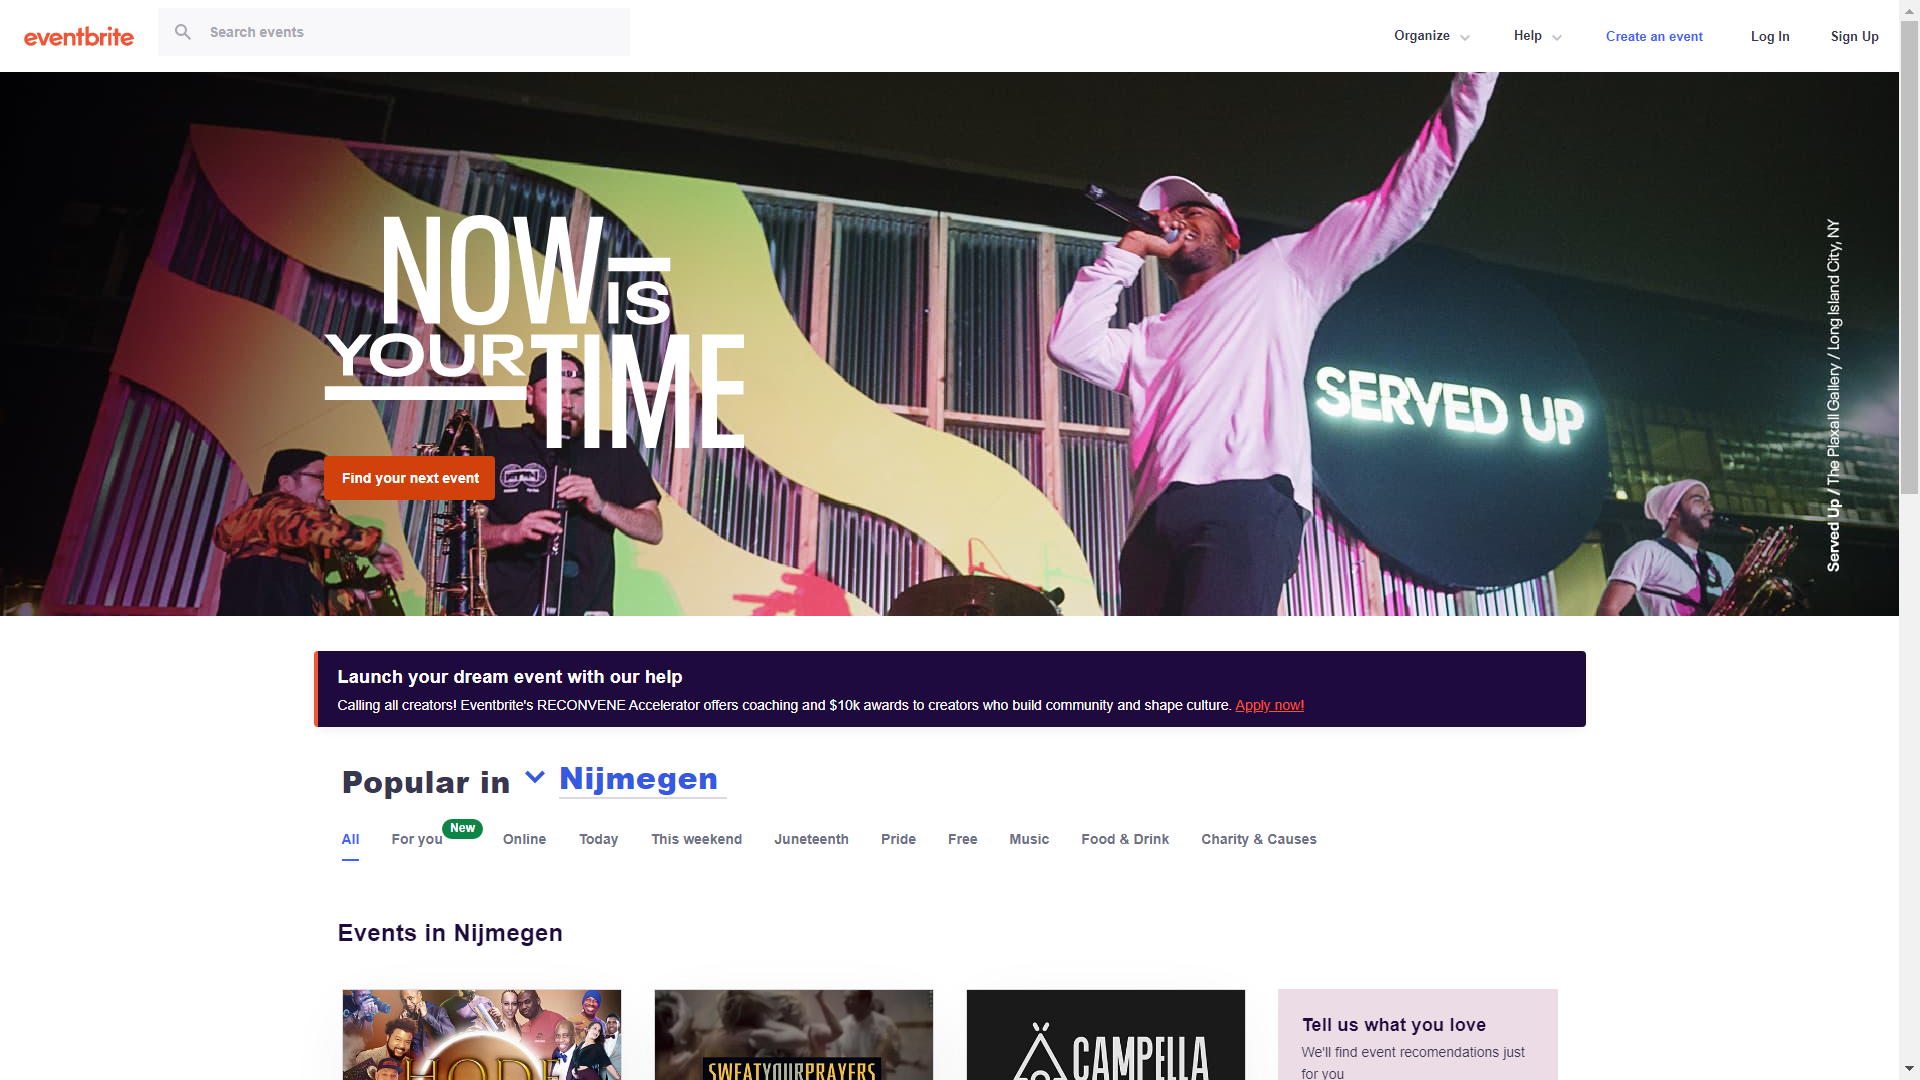 eventbrite
Search events
Organize
Help
Create an event
Log In
Sign Up
NOW IS
YOUR TIME
Find your next event
SERVED UP
Served Up / The Plaxall Gallery / Long Island City, NY
Launch your dream event with our help
Calling all creators! Eventbrite's RECONVENE Accelerator offers coaching and $10k awards to creators who build community and shape culture. Apply now!
Popular in Nijmegen
All
For you
New
Online
Today
This weekend
Juneteenth
Pride
Free
Music
Food & Drink
Charity & Causes
Events in Nijmegen
HOPE
SWEATYOURPRAYERS
CAMPELLA
Tell us what you love
We'll find event recomendations just
for you